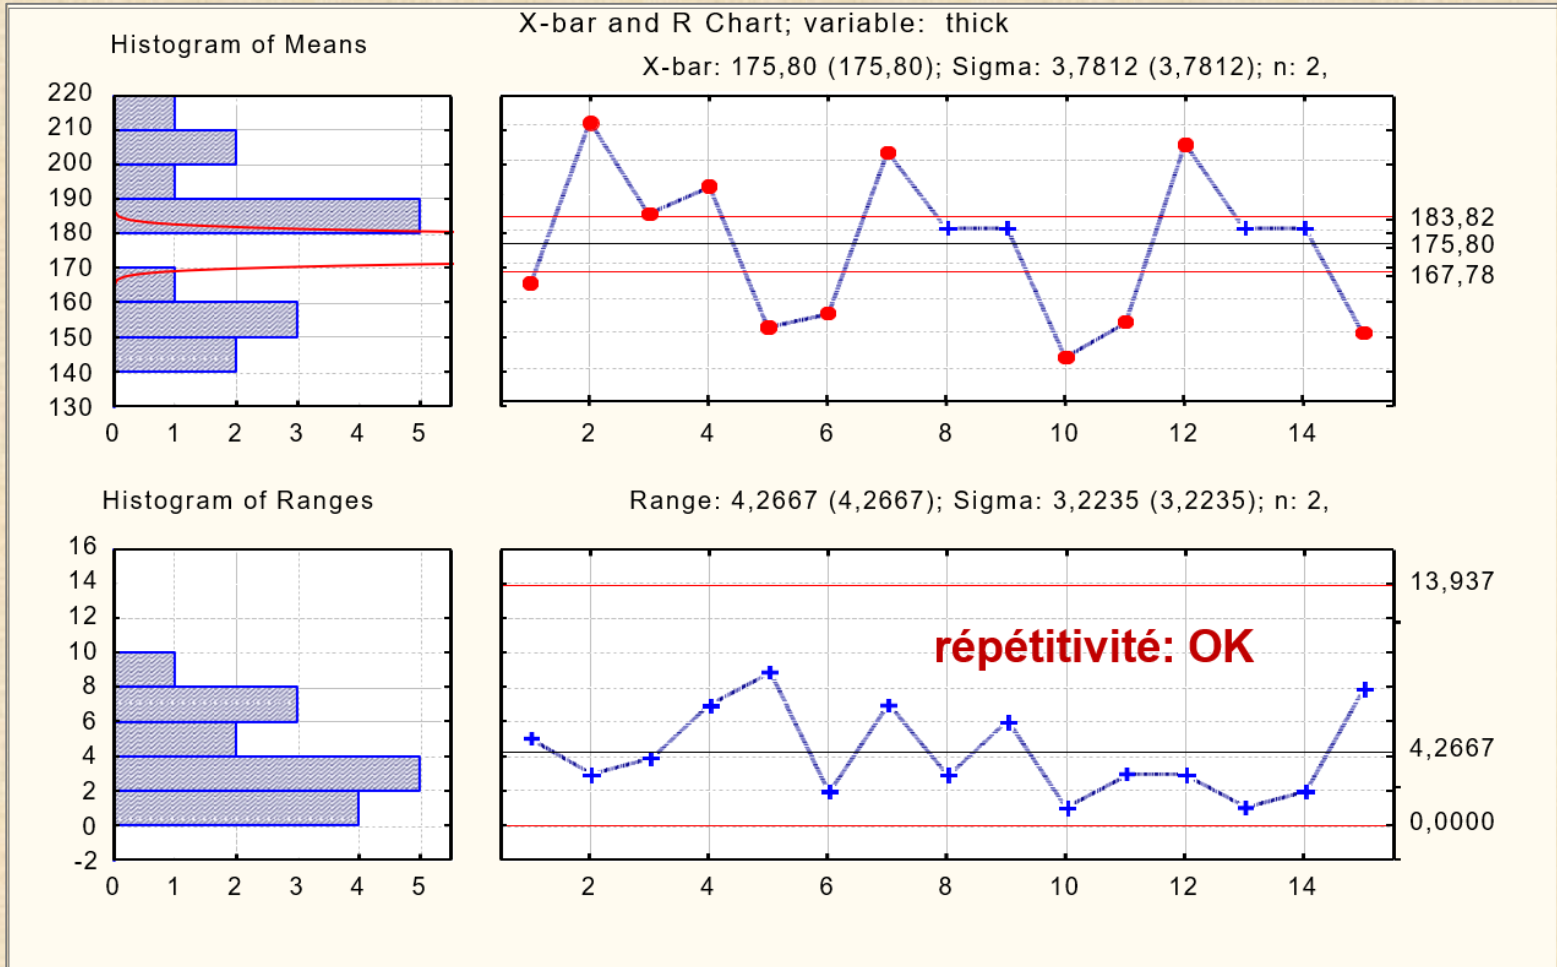 X-bar and R Chart; variable: thick
Histogram of Means
X-bar: 175,80 (175,80); Sigma: 3,7812 (3,7812); n: 2,
220
210
200
190
180
170
160
150
140
130
0 1 2 3 4 5
183,82
175,80
167,78
2 4 6 8 10 12 14
Histogram of Ranges
Range: 4,2667 (4,2667); Sigma: 3,2235 (3,2235); n: 2,
16
14
12
10
8
6
4
2
0
-2
0 1 2 3 4 5
13,937
répétitivité: OK
4,2667
0,0000
2 4 6 8 10 12 14